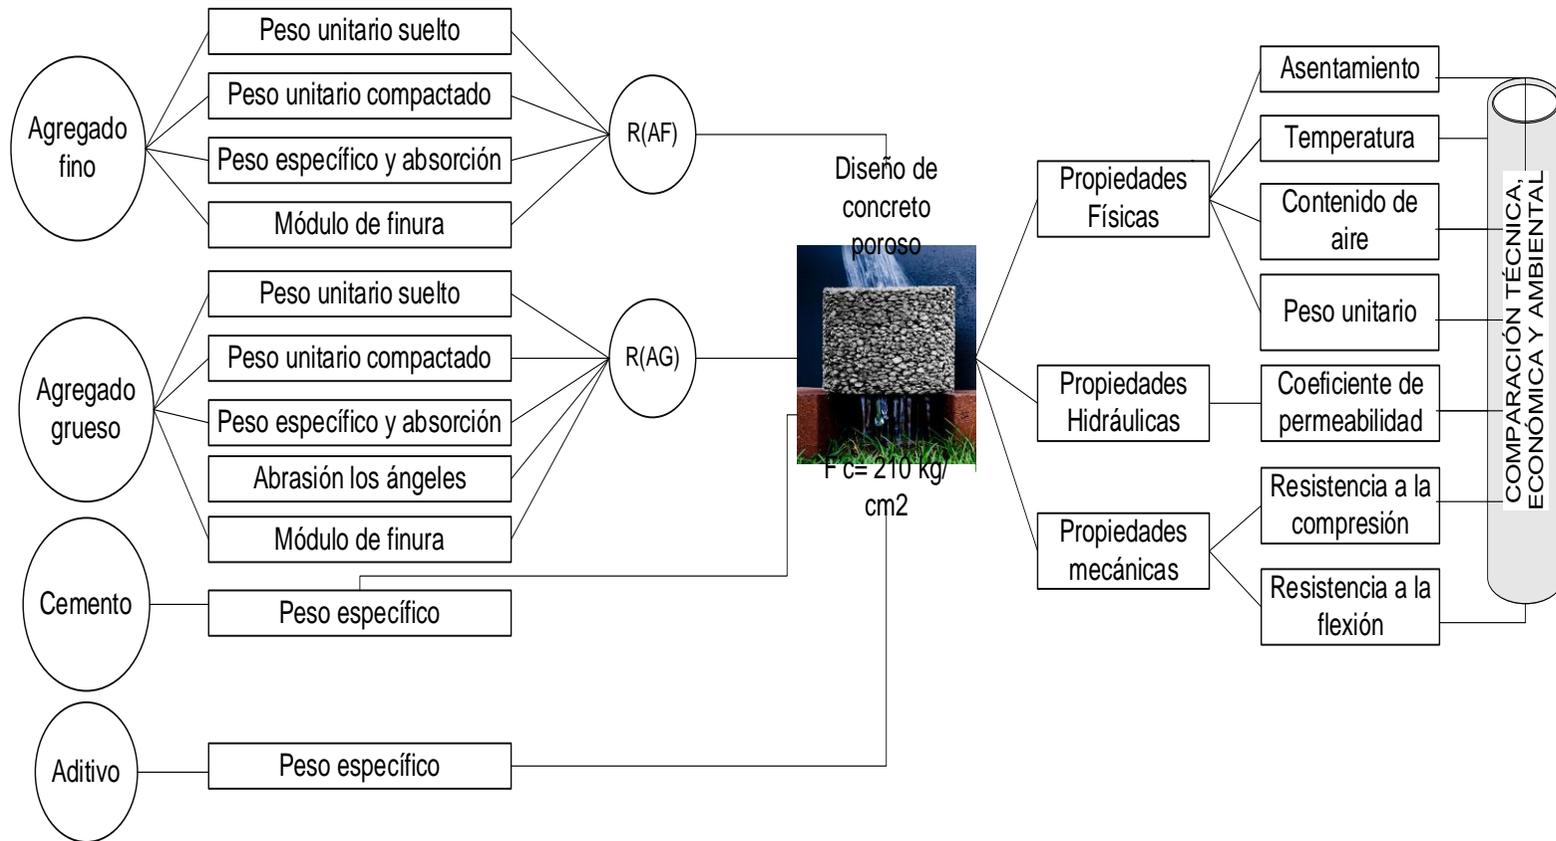 Agregado
fino
Peso unitario suelto
Peso unitario compactado
Peso específico y absorción
Módulo de finura
R(AF)
Agregado
grueso
Peso unitario suelto
Peso unitario compactado
Peso específico y absorción
Abrasión los ángeles
Módulo de finura
R(AG)
Cemento
Peso específico
Aditivo
Peso específico
Diseño de
concreto
poroso
F´c= 210 kg/
cm2
Propiedades
Físicas
Asentamiento
Temperatura
Contenido de
aire
Peso unitario
Propiedades
Hidráulicas
Coeficiente de
permeabilidad
Propiedades
mecánicas
Resistencia a la
compresión
Resistencia a la
flexión
COMPARACIÓN TÉCNICA,
ECONÓMICA Y AMBIENTAL